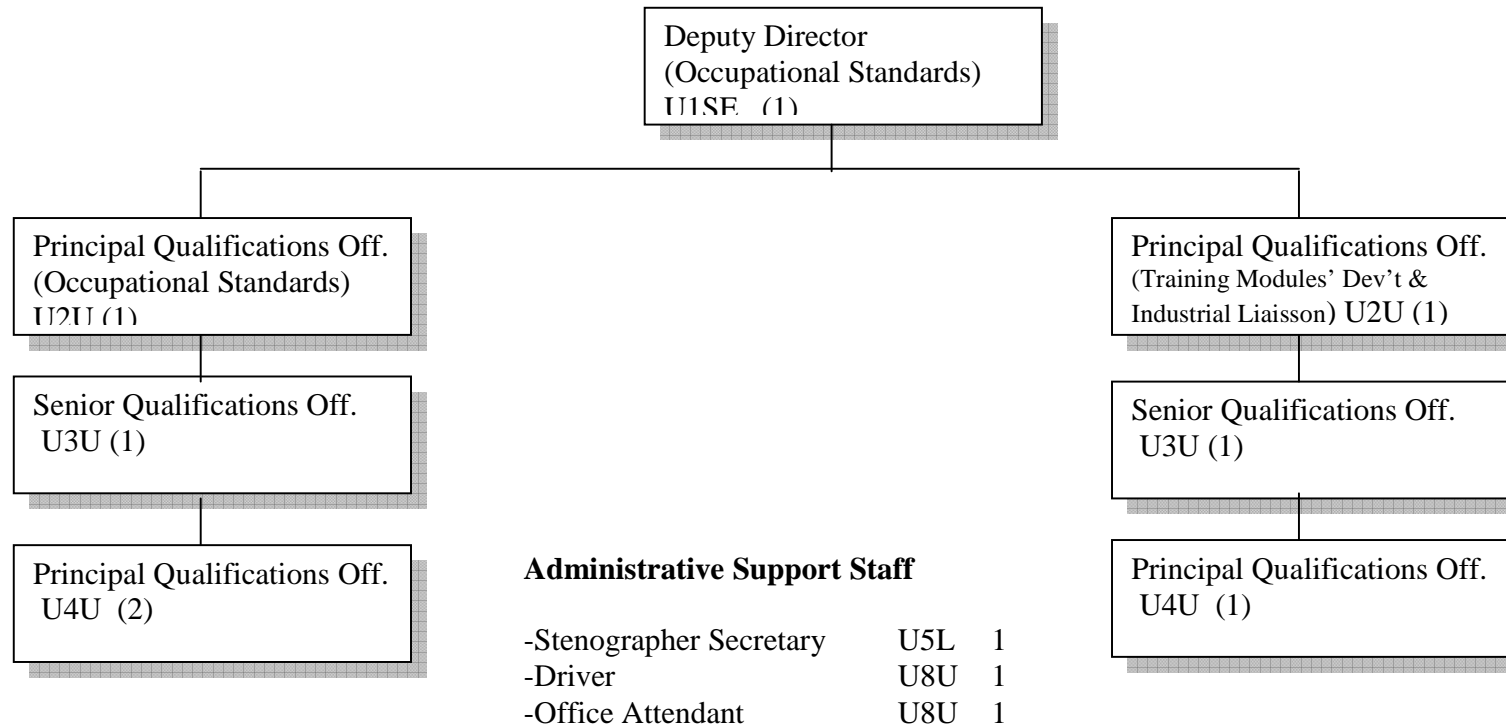 Deputy Director
(Occupational Standards)
U1SE (1)
Principal Qualifications Off.
(Occupational Standards)
U2U (1)
Principal Qualifications Off.
(Training Modules’ Dev’t &
Industrial Liaisson) U2U (1)
Senior Qualifications Off.
U3U (1)
Senior Qualifications Off.
U3U (1)
Principal Qualifications Off.
U4U (2)
Principal Qualifications Off.
U4U (1)
Administrative Support Staff
-Stenographer Secretary U5L 1
-Driver U8U 1
-Office Attendant U8U 1